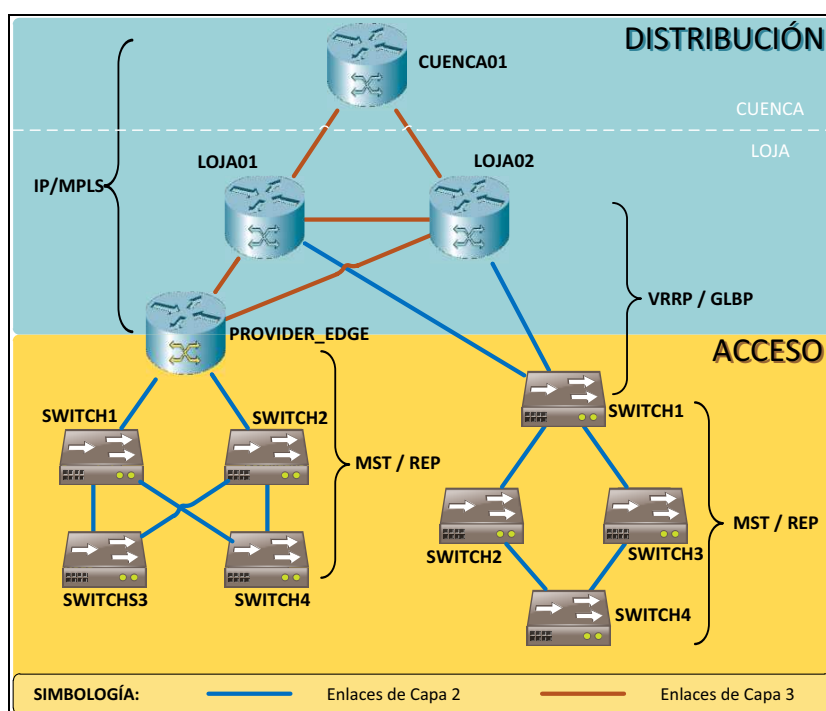 DISTRIBUCIÓN
CUENCA01
CUENCA
LOJA
LOJA01
LOJA02
IP/MPLS
VRRP / GLBP
PROVIDER_EDGE
ACCESO
SWITCH1
SWITCH2
SWITCH1
MST / REP
SWITCH2
SWITCH3
MST / REP
SWITCHS3
SWITCH4
SWITCH4
SIMBOLOGÍA:
Enlaces de Capa 2
Enlaces de Capa 3